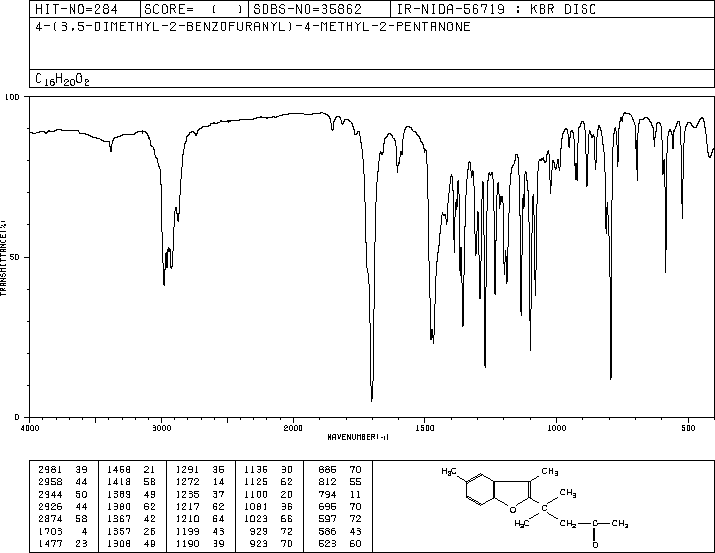 HIT-NO=284 SCORE= ( ) SDBS-NO=35862 IR-NIDA-56719 : KBR DISC
4-(3,5-DIMETHYL-2-BENZOFURANYL)-4-METHYL-2-PENTANONE
C16H20O2
100
50
0
TRANSMITTANCE(%)
4000 3000 2000 1500 1000 500
WAVENUMBER(-1)
2981 39 1458 21 1291 35 1136 30 885 70
2958 44 1418 58 1272 14 1125 62 812 55
2944 50 1389 49 1235 37 1100 20 794 11
2926 44 1380 62 1217 62 1081 36 695 70
2874 58 1367 42 1210 64 1023 66 597 72
1703 4 1357 26 1199 43 929 72 586 43
1477 23 1308 49 1190 39 923 70 523 60
H3C CH3
CH3
O C
H3C CH2 C CH3
O